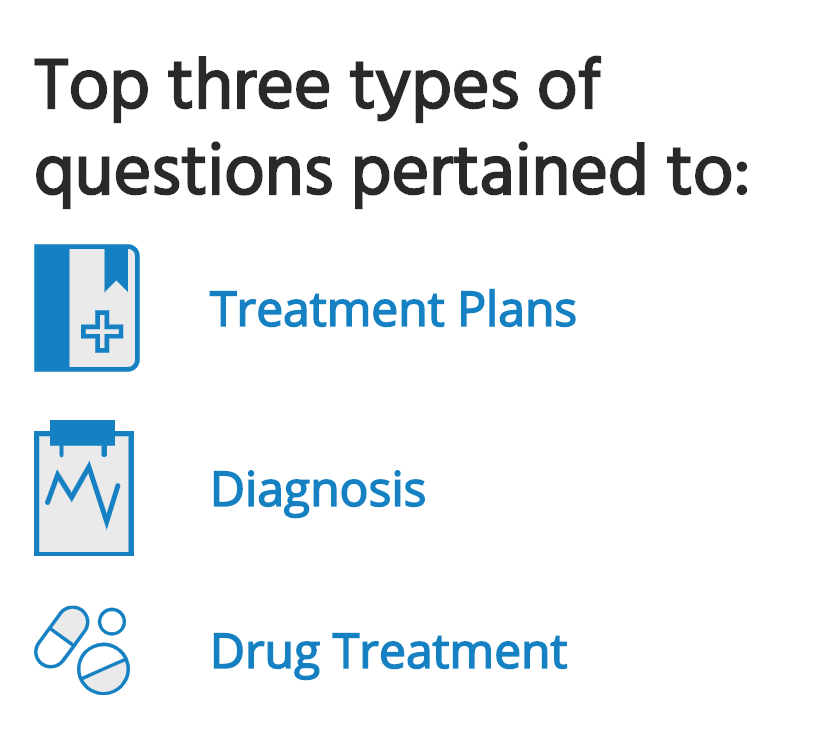 Top three types of
questions pertained to:
Treatment Plans
Diagnosis
Drug Treatment